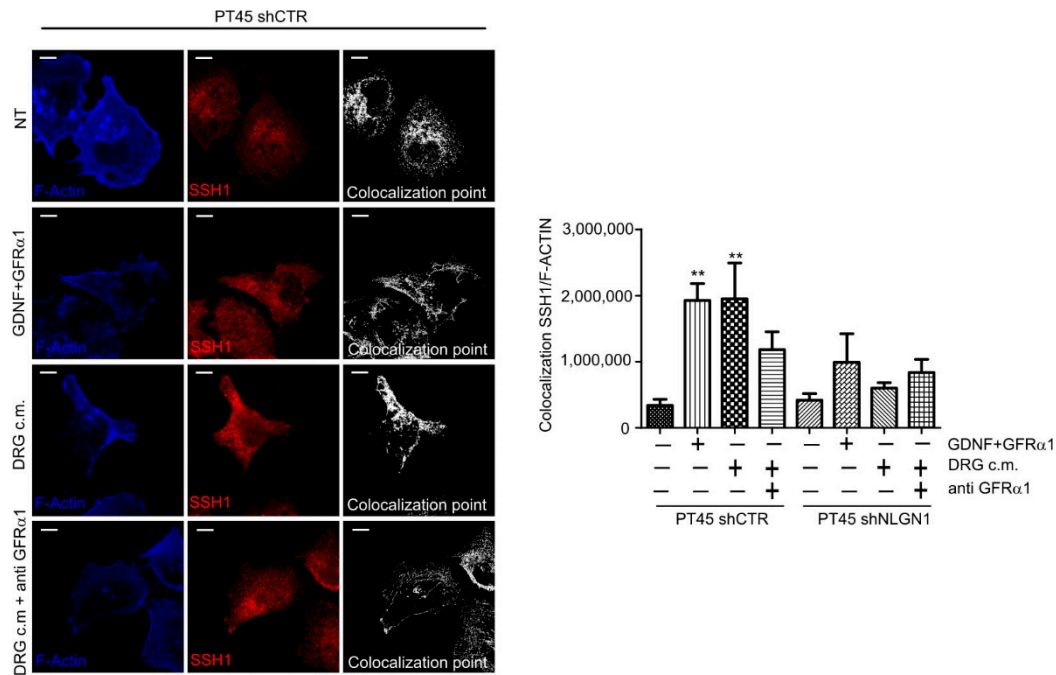 PT45 shCTR
NT
F-Actin
SSH1
Colocalization point
GDNF+GFRα1
F-Actin
SSH1
Colocalization point
DRG c.m.
F-Actin
SSH1
Colocalization point
DRG c.m + anti GFRα1
F-Actin
SSH1
Colocalization point
Colocalization SSH1/F-ACTIN
3,000,000
2,000,000
1,000,000
0
** **
— + — — — + — — GDNF+GFRα1
— — + + — — + + DRG c.m.
— — — + — — — + anti GFRα1
PT45 shCTR PT45 shNLGN1